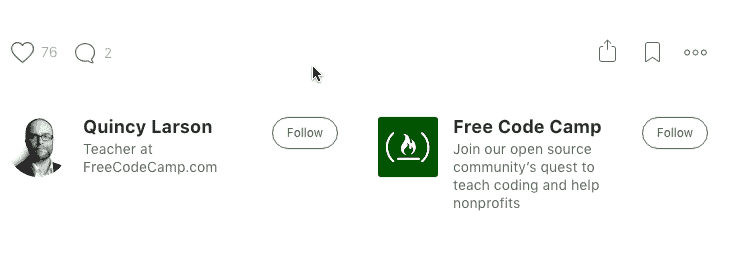 76
2
Quincy Larson
Follow
Teacher at
FreeCodeCamp.com
Free Code Camp
Follow
Join our open source
community's quest to
teach coding and help
nonprofits